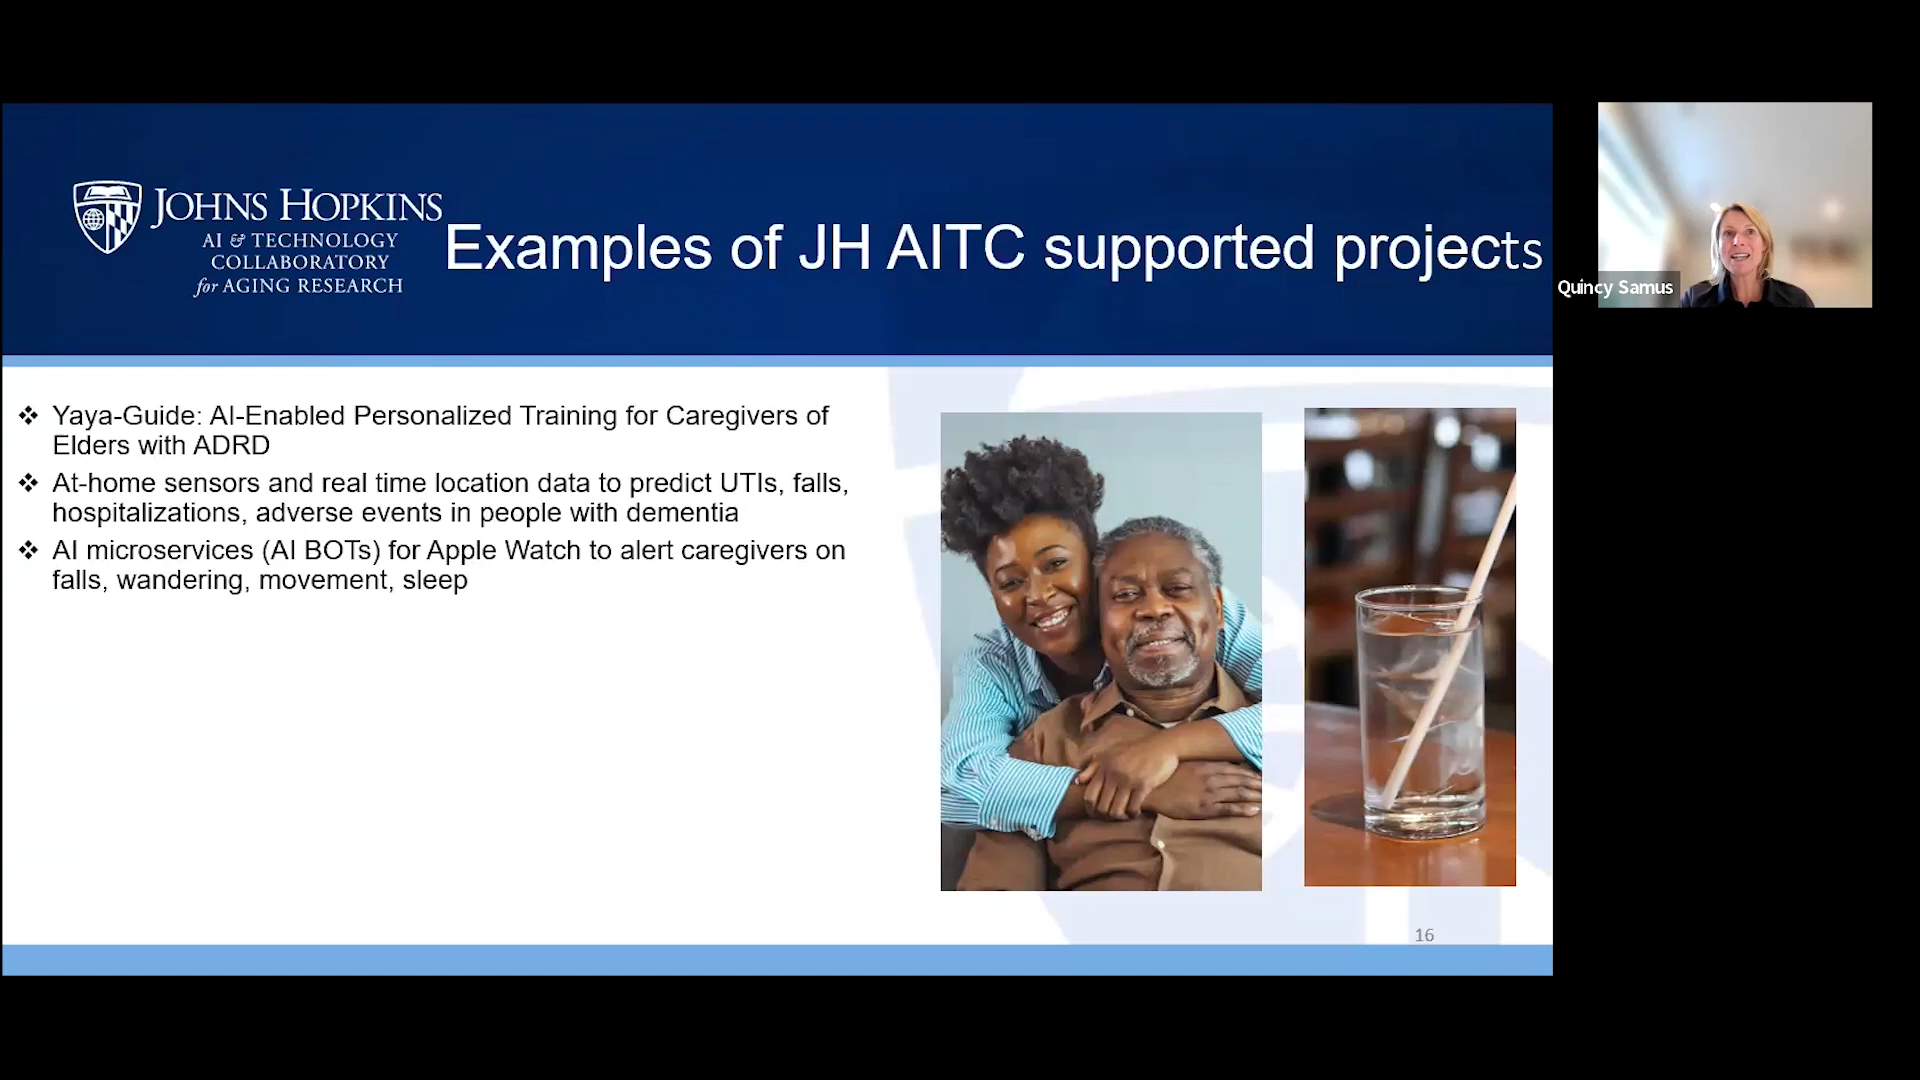 JOHNS HOPKINS
AI & TECHNOLOGY
COLLABORATORY
for AGING RESEARCH
Examples of JH AITC supported projects
Quincy Samus
❖ Yaya-Guide: AI-Enabled Personalized Training for Caregivers of
Elders with ADRD
❖ At-home sensors and real time location data to predict UTIs, falls,
hospitalizations, adverse events in people with dementia
❖ AI microservices (AI BOTs) for Apple Watch to alert caregivers on
falls, wandering, movement, sleep
16